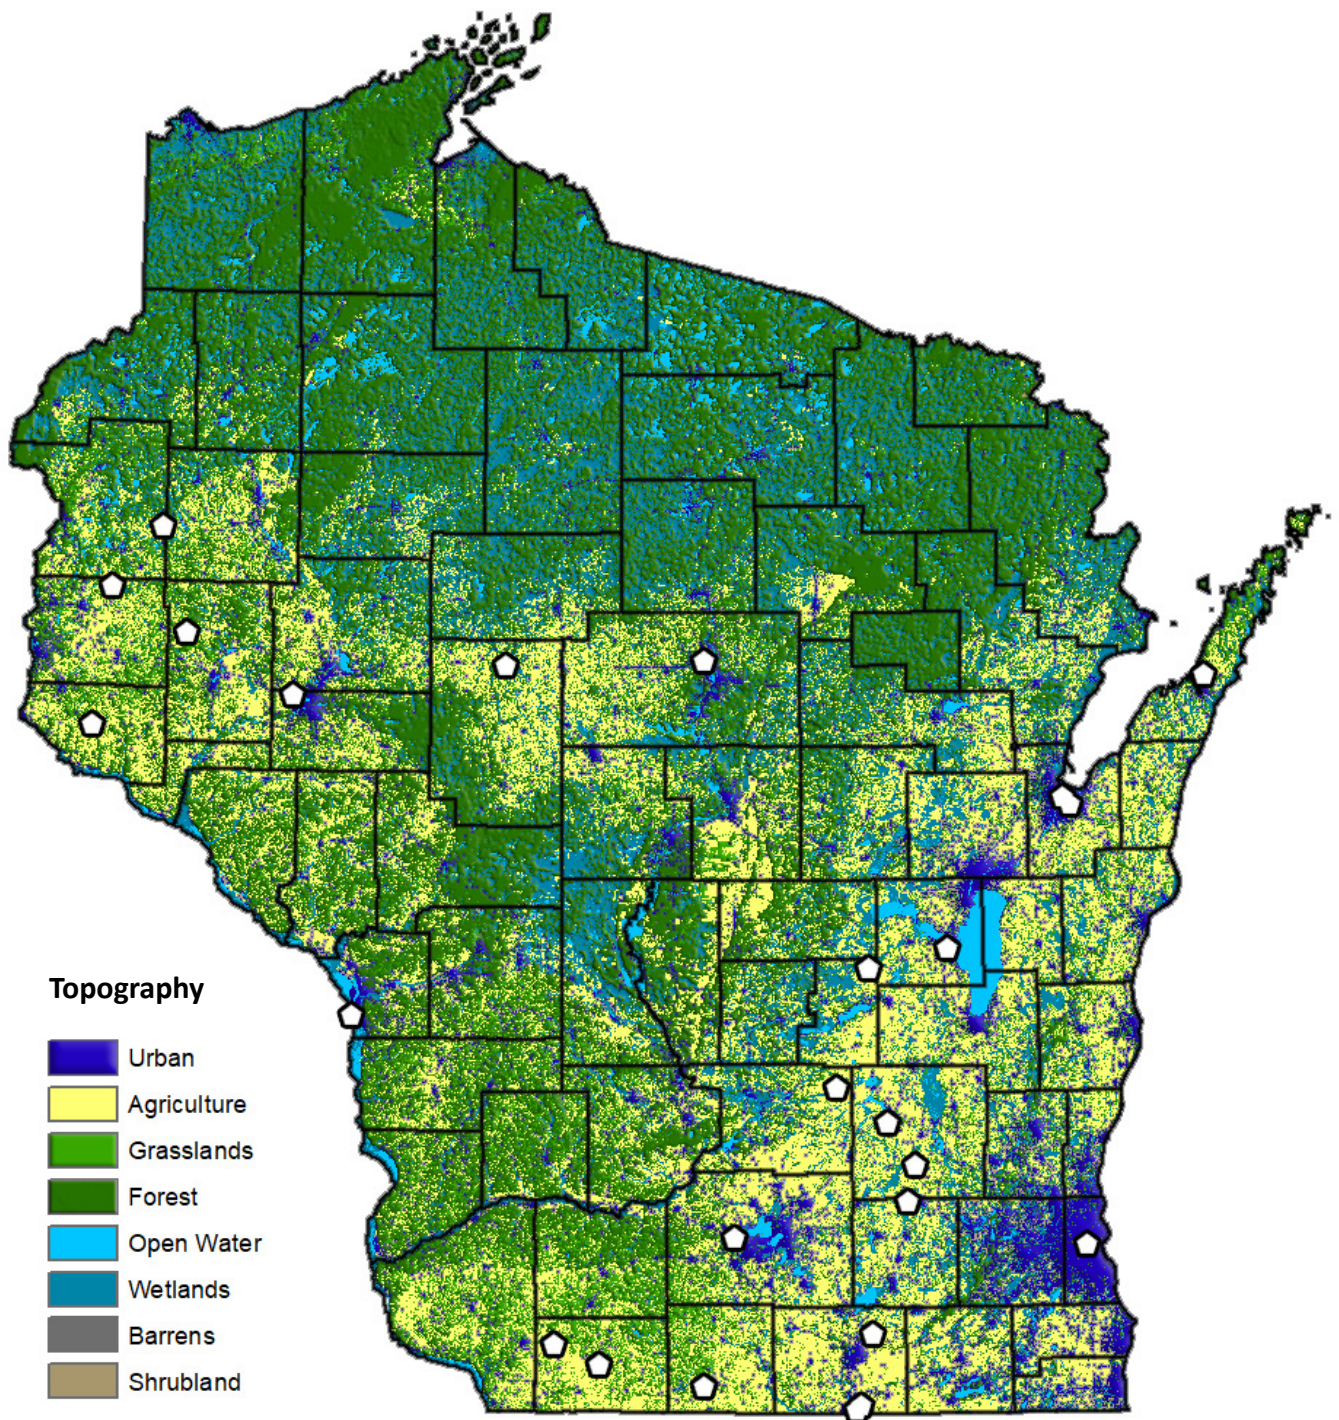 Topography
Urban
Agriculture
Grasslands
Forest
Open Water
Wetlands
Barrens
Shrubland